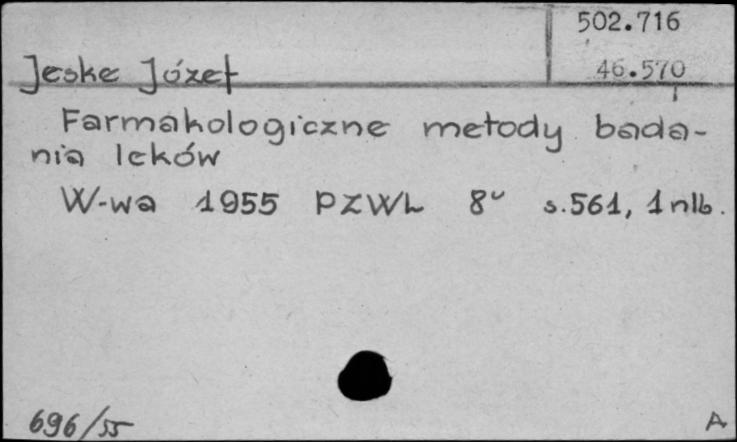 502.716
46.570
Jeske Józef
Farmakologiczne metody bada-
nia leków
W-wa 1955 PZWL 8° s.561, 1 nlb.
696/55
A